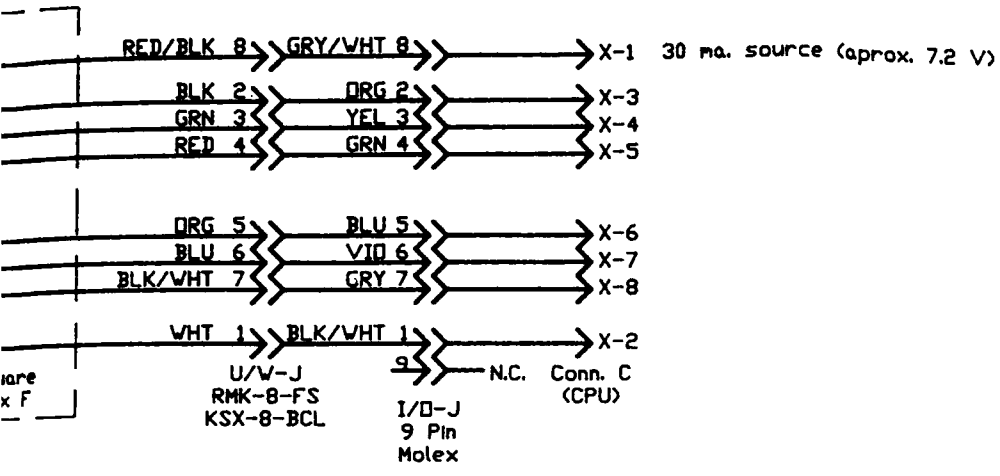 RED/BLK 8 GRY/WHT 8 X-1 30 ma. source (aprox. 7.2 V)
BLK 2 ORG 2 X-3
GRN 3 YEL 3 X-4
RED 4 GRN 4 X-5
ORG 5 BLU 5 X-6
BLU 6 VIO 6 X-7
BLK/WHT 7 GRY 7 X-8
WHT 1 BLK/WHT 1 X-2
9 N.C.
U/W-J
RMK-8-FS
KSX-8-BCL
I/O-J
9 Pin
Molex
Conn. C
(CPU)
x F